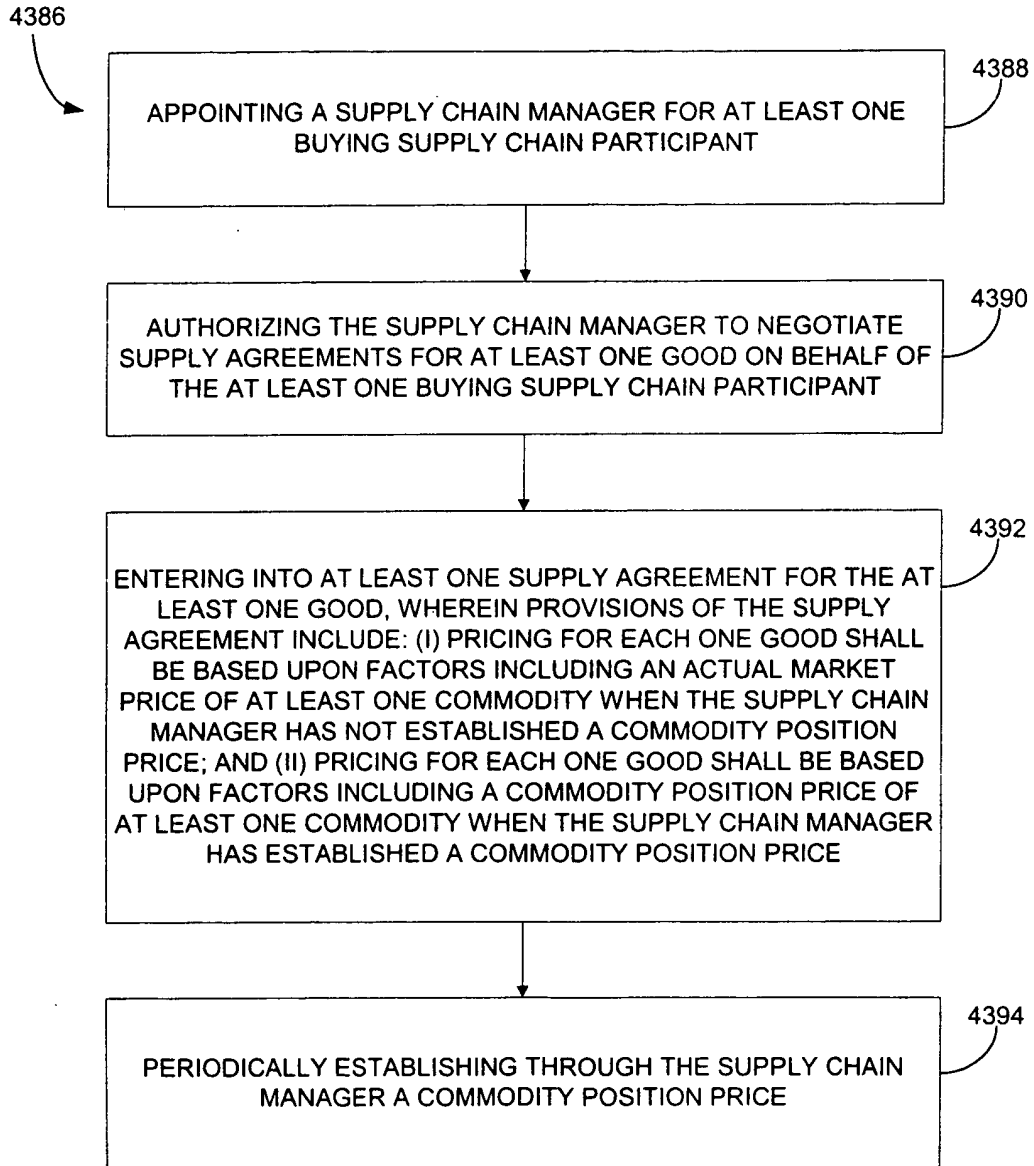 4386
4388
APPOINTING A SUPPLY CHAIN MANAGER FOR AT LEAST ONE
BUYING SUPPLY CHAIN PARTICIPANT
4390
AUTHORIZING THE SUPPLY CHAIN MANAGER TO NEGOTIATE
SUPPLY AGREEMENTS FOR AT LEAST ONE GOOD ON BEHALF OF
THE AT LEAST ONE BUYING SUPPLY CHAIN PARTICIPANT
4392
ENTERING INTO AT LEAST ONE SUPPLY AGREEMENT FOR THE AT
LEAST ONE GOOD, WHEREIN PROVISIONS OF THE SUPPLY
AGREEMENT INCLUDE: (I) PRICING FOR EACH ONE GOOD SHALL
BE BASED UPON FACTORS INCLUDING AN ACTUAL MARKET
PRICE OF AT LEAST ONE COMMODITY WHEN THE SUPPLY CHAIN
MANAGER HAS NOT ESTABLISHED A COMMODITY POSITION
PRICE; AND (II) PRICING FOR EACH ONE GOOD SHALL BE BASED
UPON FACTORS INCLUDING A COMMODITY POSITION PRICE OF
AT LEAST ONE COMMODITY WHEN THE SUPPLY CHAIN MANAGER
HAS ESTABLISHED A COMMODITY POSITION PRICE
4394
PERIODICALLY ESTABLISHING THROUGH THE SUPPLY CHAIN
MANAGER A COMMODITY POSITION PRICE